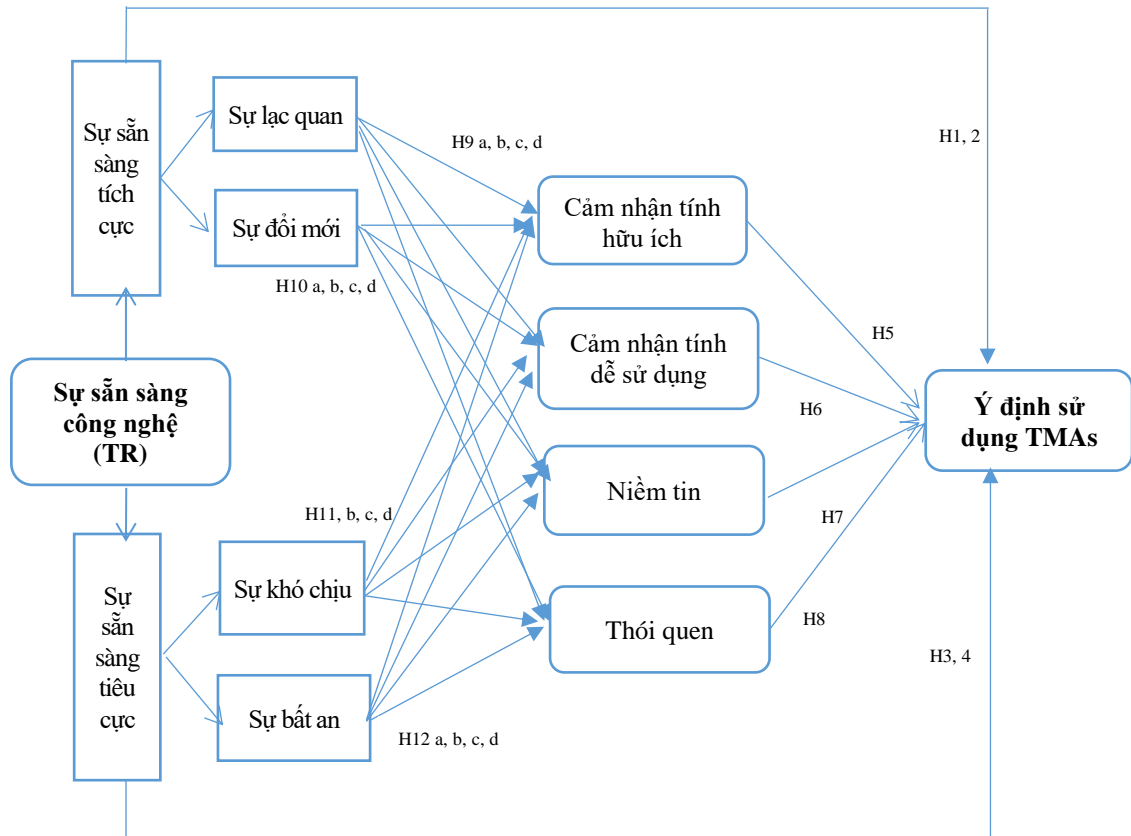 H1, 2
Sự sẵn
sàng
tích
cực
Sự lạc quan
H9 a, b, c, d
Sự đổi mới
Cảm nhận tính
hữu ích
H10 a, b, c, d
H5
Cảm nhận tính
dễ sử dụng
Sự sẵn sàng
công nghệ
(TR)
H6
Ý định sử
dụng TMAs
Niềm tin
H11, b, c, d
H7
Sự
sẵn
sàng
tiêu
cực
Sự khó chịu
Thói quen
H8
H3, 4
Sự bất an
H12 a, b, c, d